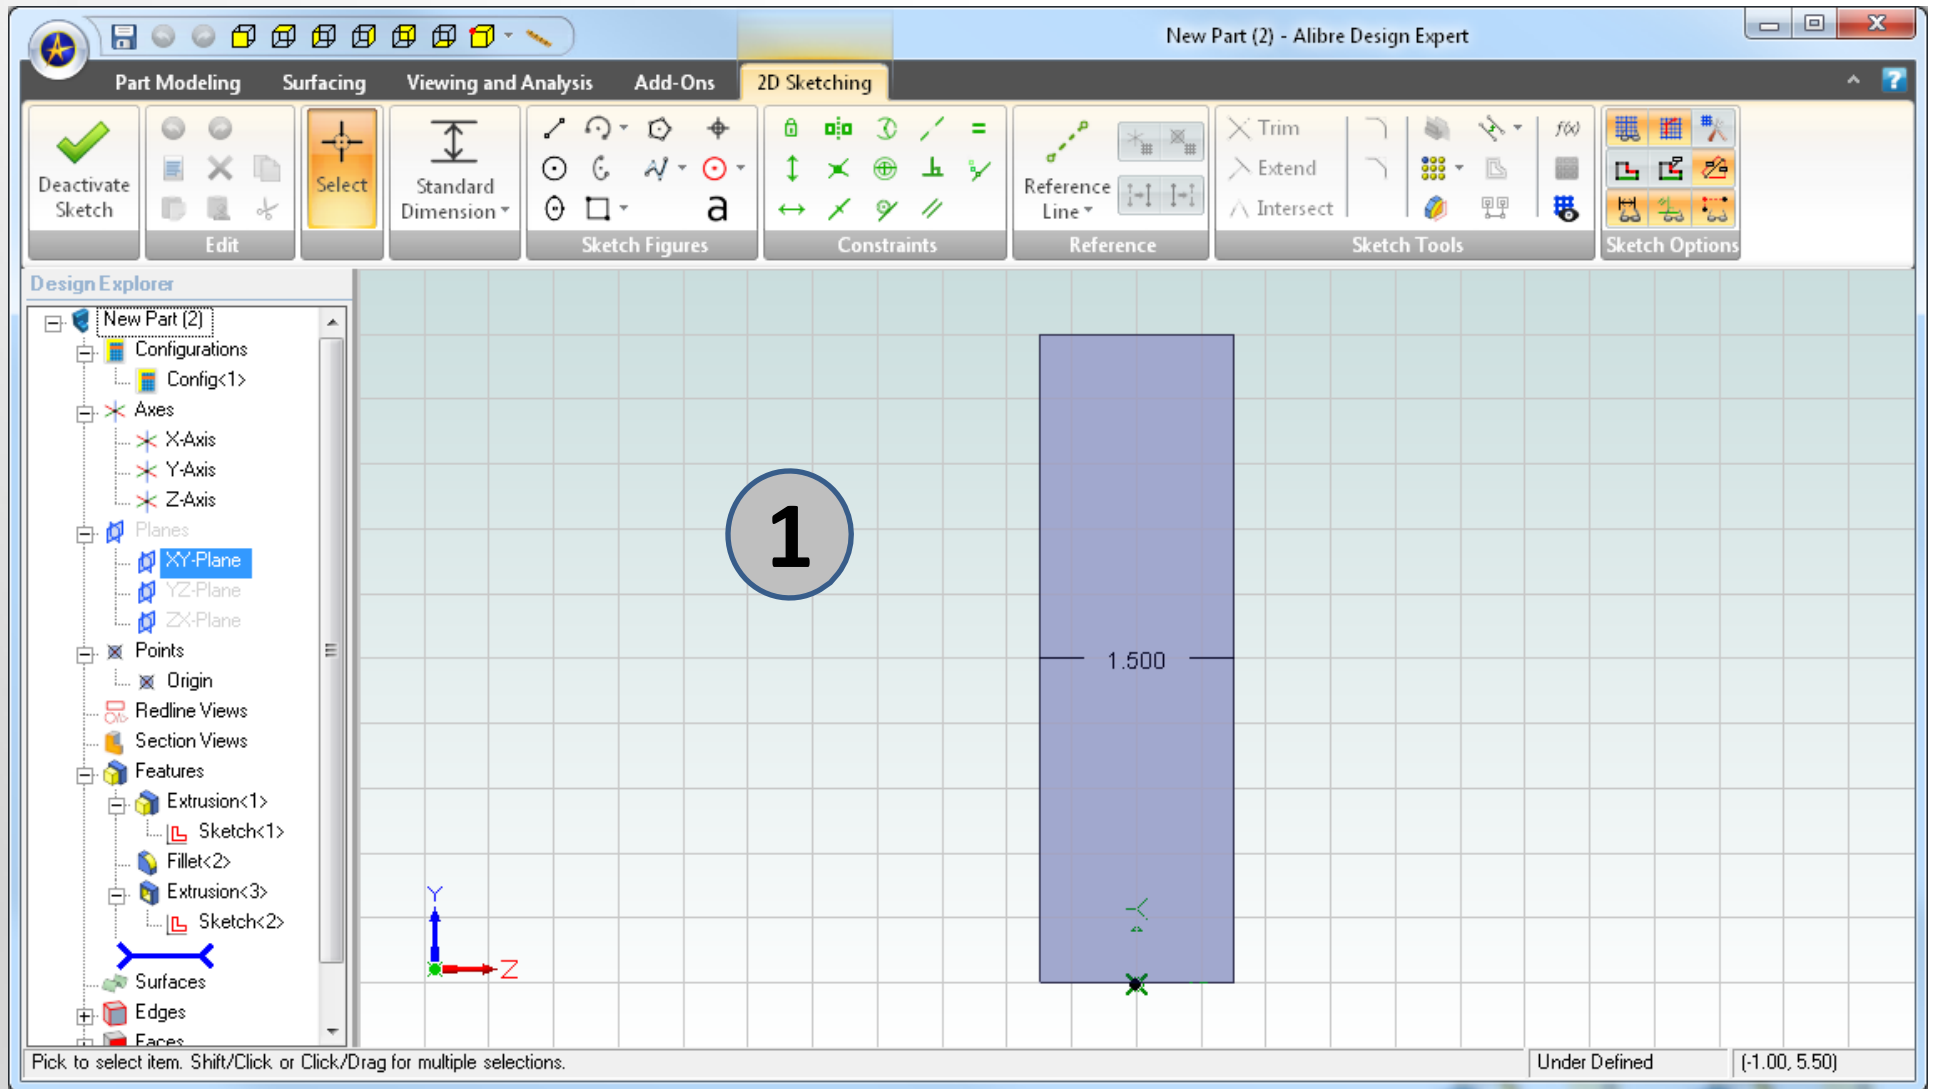 New Part (2) - Alibre Design Expert
Part Modeling Surfacing Viewing and Analysis Add-Ons 2D Sketching
Deactivate Sketch
Edit
Select
Standard Dimension
a
Sketch Figures
Constraints
Reference Line
Reference
Trim
Extend
Intersect
f(x)
Sketch Tools
Sketch Options
Design Explorer
New Part (2)
Configurations
Config<1>
Axes
X-Axis
Y-Axis
Z-Axis
Planes
XY-Plane
YZ-Plane
ZX-Plane
Points
Origin
Redline Views
Section Views
Features
Extrusion<1>
Sketch<1>
Fillet<2>
Extrusion<3>
Sketch<2>
Surfaces
Edges
Faces
1
1.500
Y
Z
Y
Pick to select item. Shift/Click or Click/Drag for multiple selections.
Under Defined
(-1.00, 5.50)